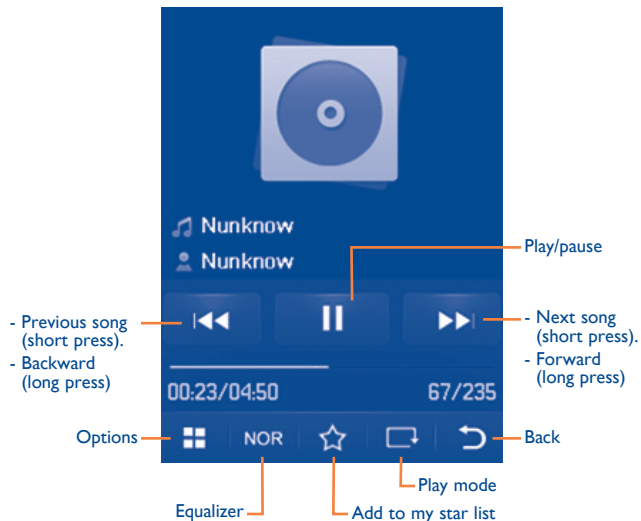 Nunknow
Nunknow
Play/pause
- Previous song
(short press).
- Backward
(long press)
- Next song
(short press).
- Forward
(long press)
00:23/04:50
67/235
Options
NOR
Back
Play mode
Equalizer
Add to my star list